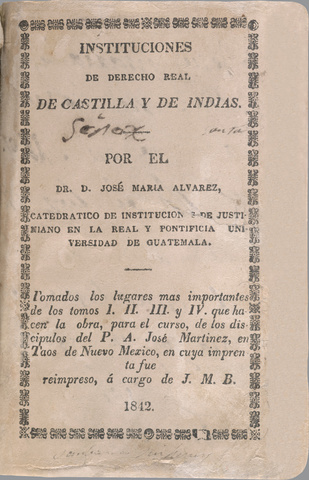 INSTITUCIONES
DE DERECHO REAL
DE CASTILLA Y DE INDIAS.
POR EL
DR. D. JOSÉ MARIA ALVAREZ,
CATEDRATICO DE INSTITUCION S DE JUSTI-
NIANO EN LA REAL Y PONTIFICIA UNI-
VERSIDAD DE GUATEMALA.
Tomados los lugares mas importantes
de los tomos I. II. III. y IV. que ha
cen la obra, para el curso, de los dis-
cipulos del P. A. José Martinez, en
Taos de Nuevo Mexico, en cuya impren
ta fue
reimpreso, á cargo de J. M. B.
1842.